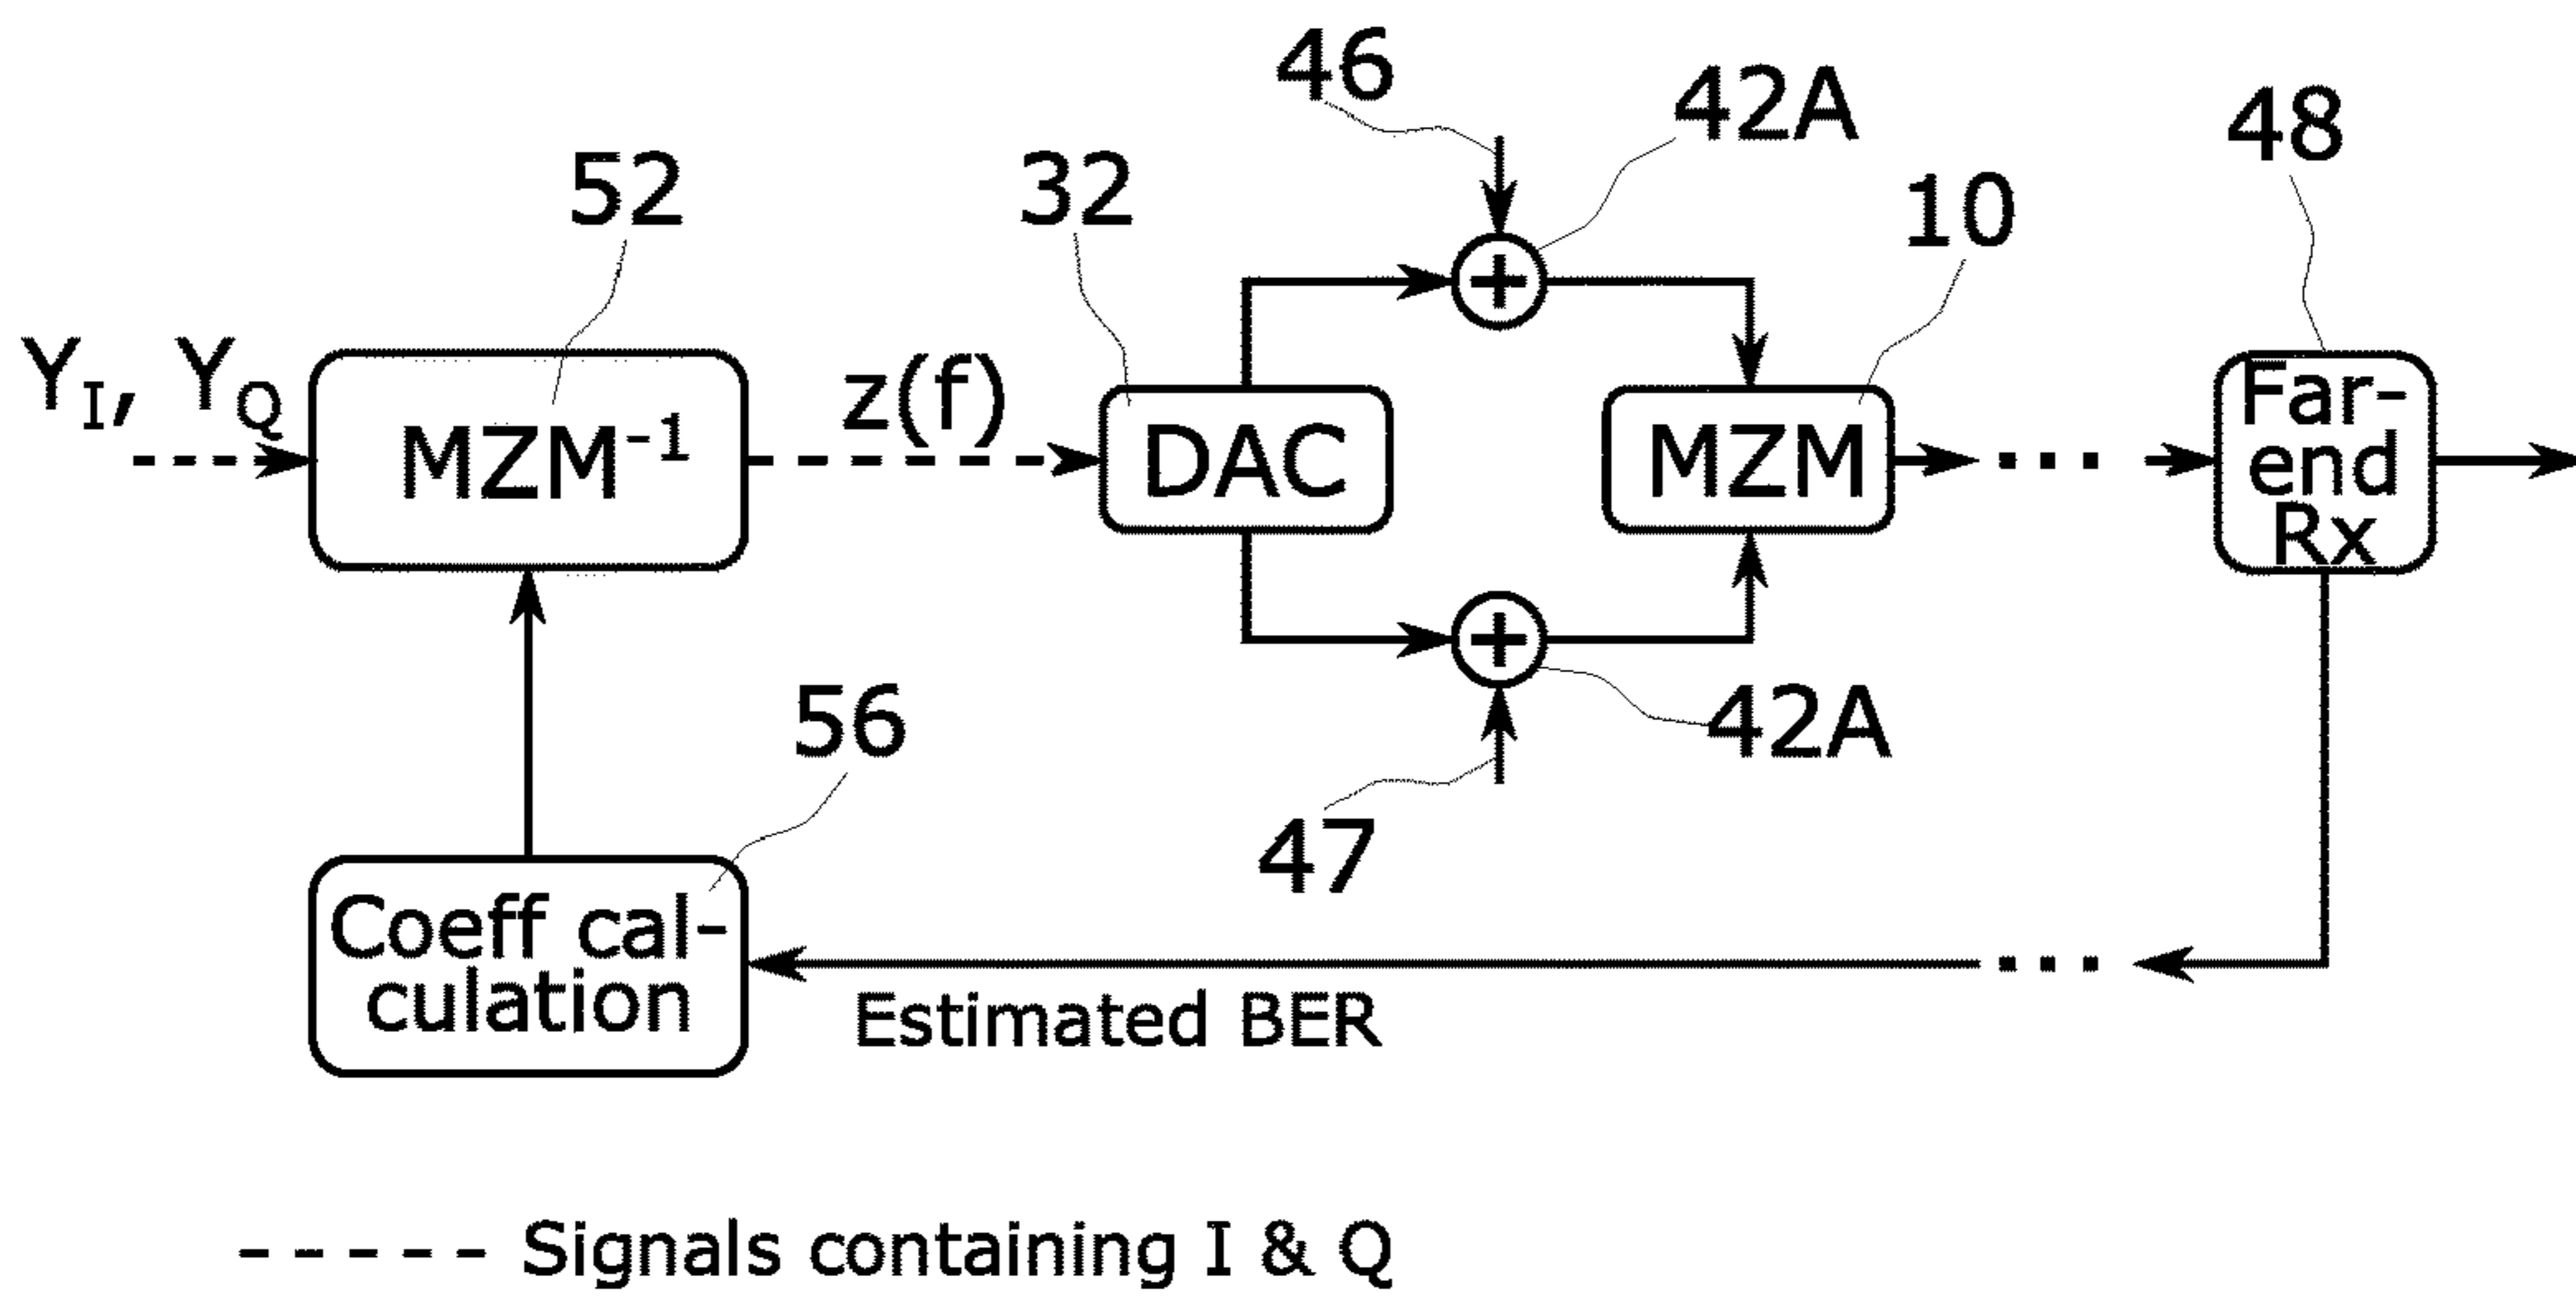 46
42A
48
52
32
10
Y_I, Y_Q
MZM^-1
z(f)
DAC
MZM
Far-
end
Rx
56
42A
47
Coeff cal-
culation
Estimated BER
Signals containing I & Q